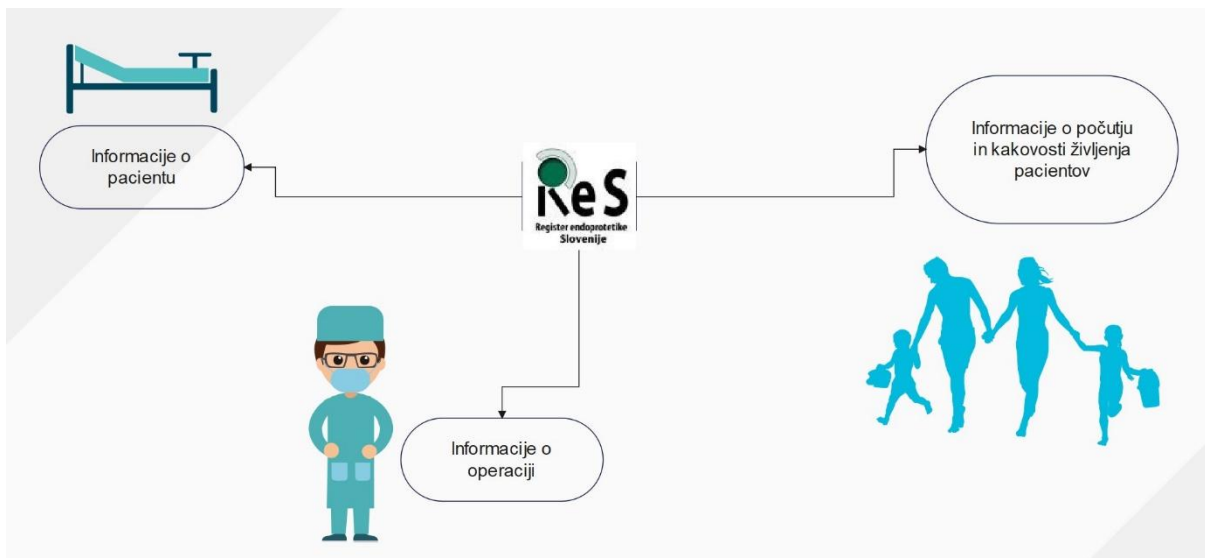 Informacije o
pacientu
ReS
Register endoprotetike
Slovenije
Informacije o počutju
in kakovosti življenja
pacientov
Informacije o
operaciji